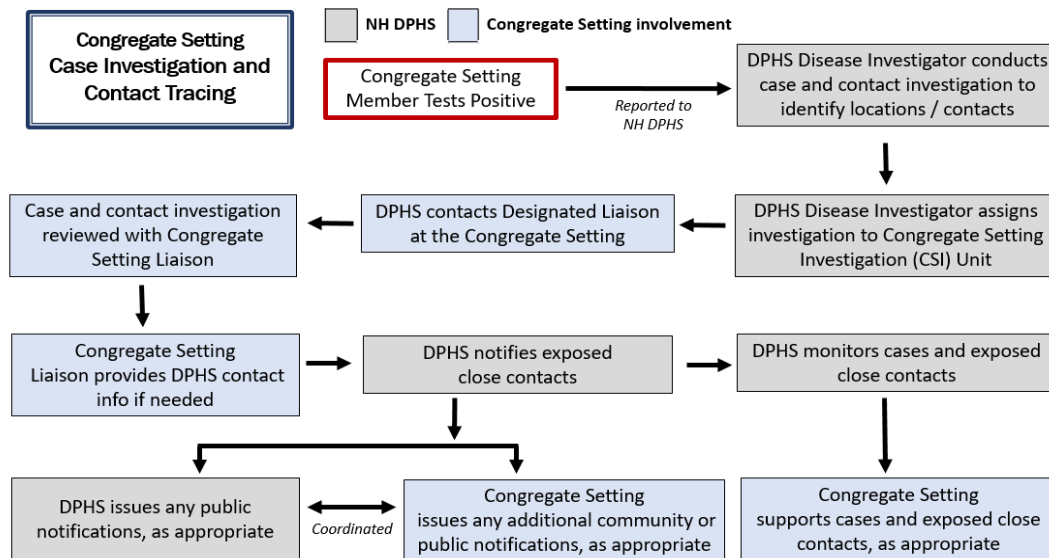 Congregate Setting
Case Investigation and
Contact Tracing
NH DPHS
Congregate Setting involvement
Congregate Setting
Member Tests Positive
Reported to
NH DPHS
DPHS Disease Investigator conducts
case and contact investigation to
identify locations / contacts
DPHS Disease Investigator assigns
investigation to Congregate Setting
Investigation (CSI) Unit
DPHS contacts Designated Liaison
at the Congregate Setting
Case and contact investigation
reviewed with Congregate
Setting Liaison
Congregate Setting
Liaison provides DPHS contact
info if needed
DPHS notifies exposed
close contacts
DPHS monitors cases and exposed
close contacts
DPHS issues any public
notifications, as appropriate
Coordinated
Congregate Setting
issues any additional community or
public notifications, as appropriate
Congregate Setting
supports cases and exposed close
contacts, as appropriate